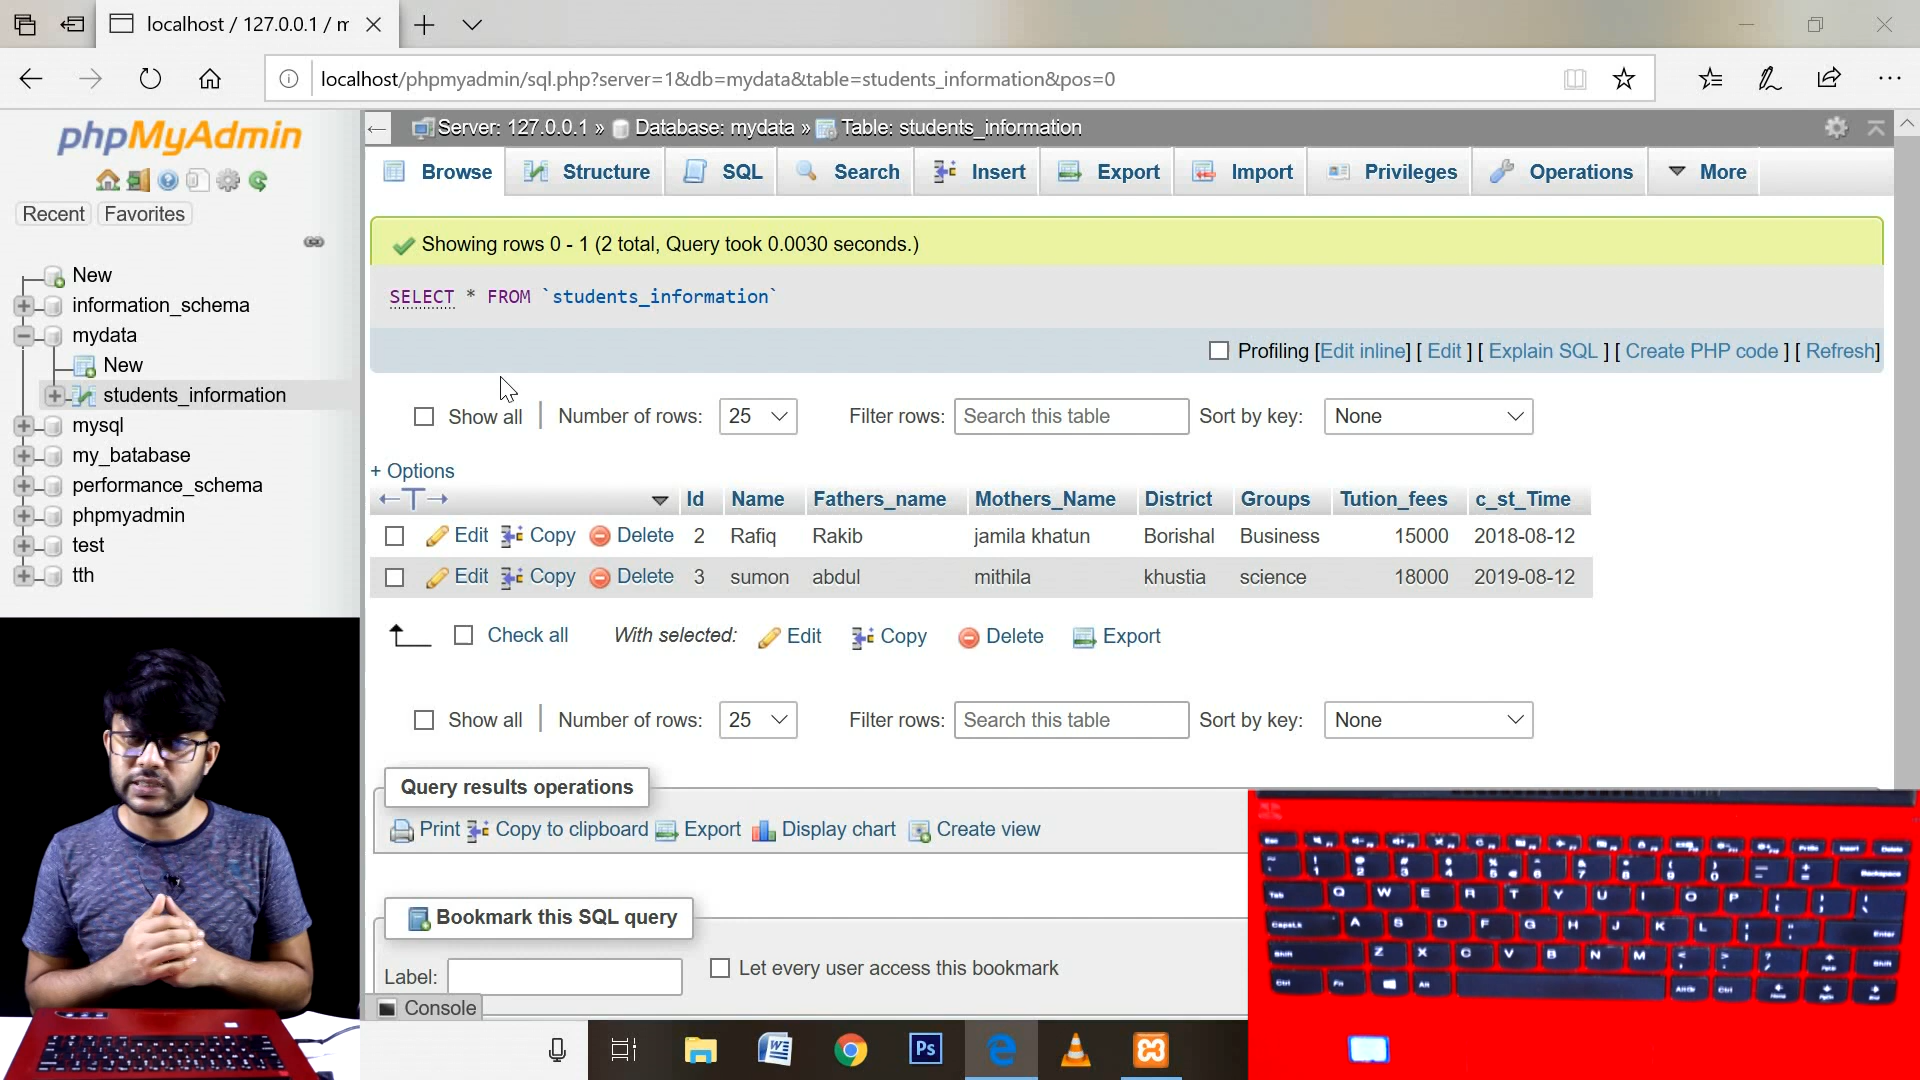 localhost / 127.0.0.1 / m
localhost/phpmyadmin/sql.php?server=1&db=mydata&table=students_information&pos=0
phpMyAdmin
Recent Favorites
New
information_schema
mydata
New
students_information
mysql
my_batabase
performance_schema
phpmyadmin
test
tth
Server: 127.0.0.1 » Database: mydata » Table: students_information
Browse Structure SQL Search Insert Export Import Privileges Operations More
Showing rows 0 - 1 (2 total, Query took 0.0030 seconds.)
SELECT * FROM `students_information`
Profiling [Edit inline] [ Edit ] [ Explain SQL ] [ Create PHP code ] [ Refresh]
Show all Number of rows: 25 Filter rows: Search this table Sort by key: None
+ Options
←T→ Id Name Fathers_name Mothers_Name District Groups Tution_fees c_st_Time
Edit Copy Delete 2 Rafiq Rakib jamila khatun Borishal Business 15000 2018-08-12
Edit Copy Delete 3 sumon abdul mithila khustia science 18000 2019-08-12
Check all With selected: Edit Copy Delete Export
Show all Number of rows: 25 Filter rows: Search this table Sort by key: None
Query results operations
Print Copy to clipboard Export Display chart Create view
Bookmark this SQL query
Label: Let every user access this bookmark
Console
Ps
Q W E R T Y U I O P
A S D F G H J K L
Z X C V B N M